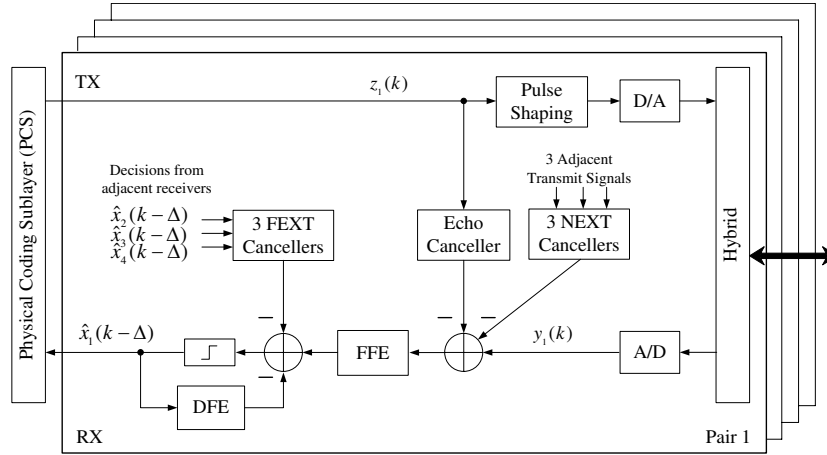 TX
z₁(k)
Pulse
Shaping
D/A
Physical Coding Sublayer (PCS)
Hybrid
Decisions from
adjacent receivers
x̂₂(k − Δ)
x̂₃(k − Δ)
x̂₄(k − Δ)
3 FEXT
Cancellers
Echo
Canceller
3 Adjacent
Transmit Signals
3 NEXT
Cancellers
x̂₁(k − Δ)
−
−
−
−
FFE
y₁(k)
A/D
DFE
RX
Pair 1